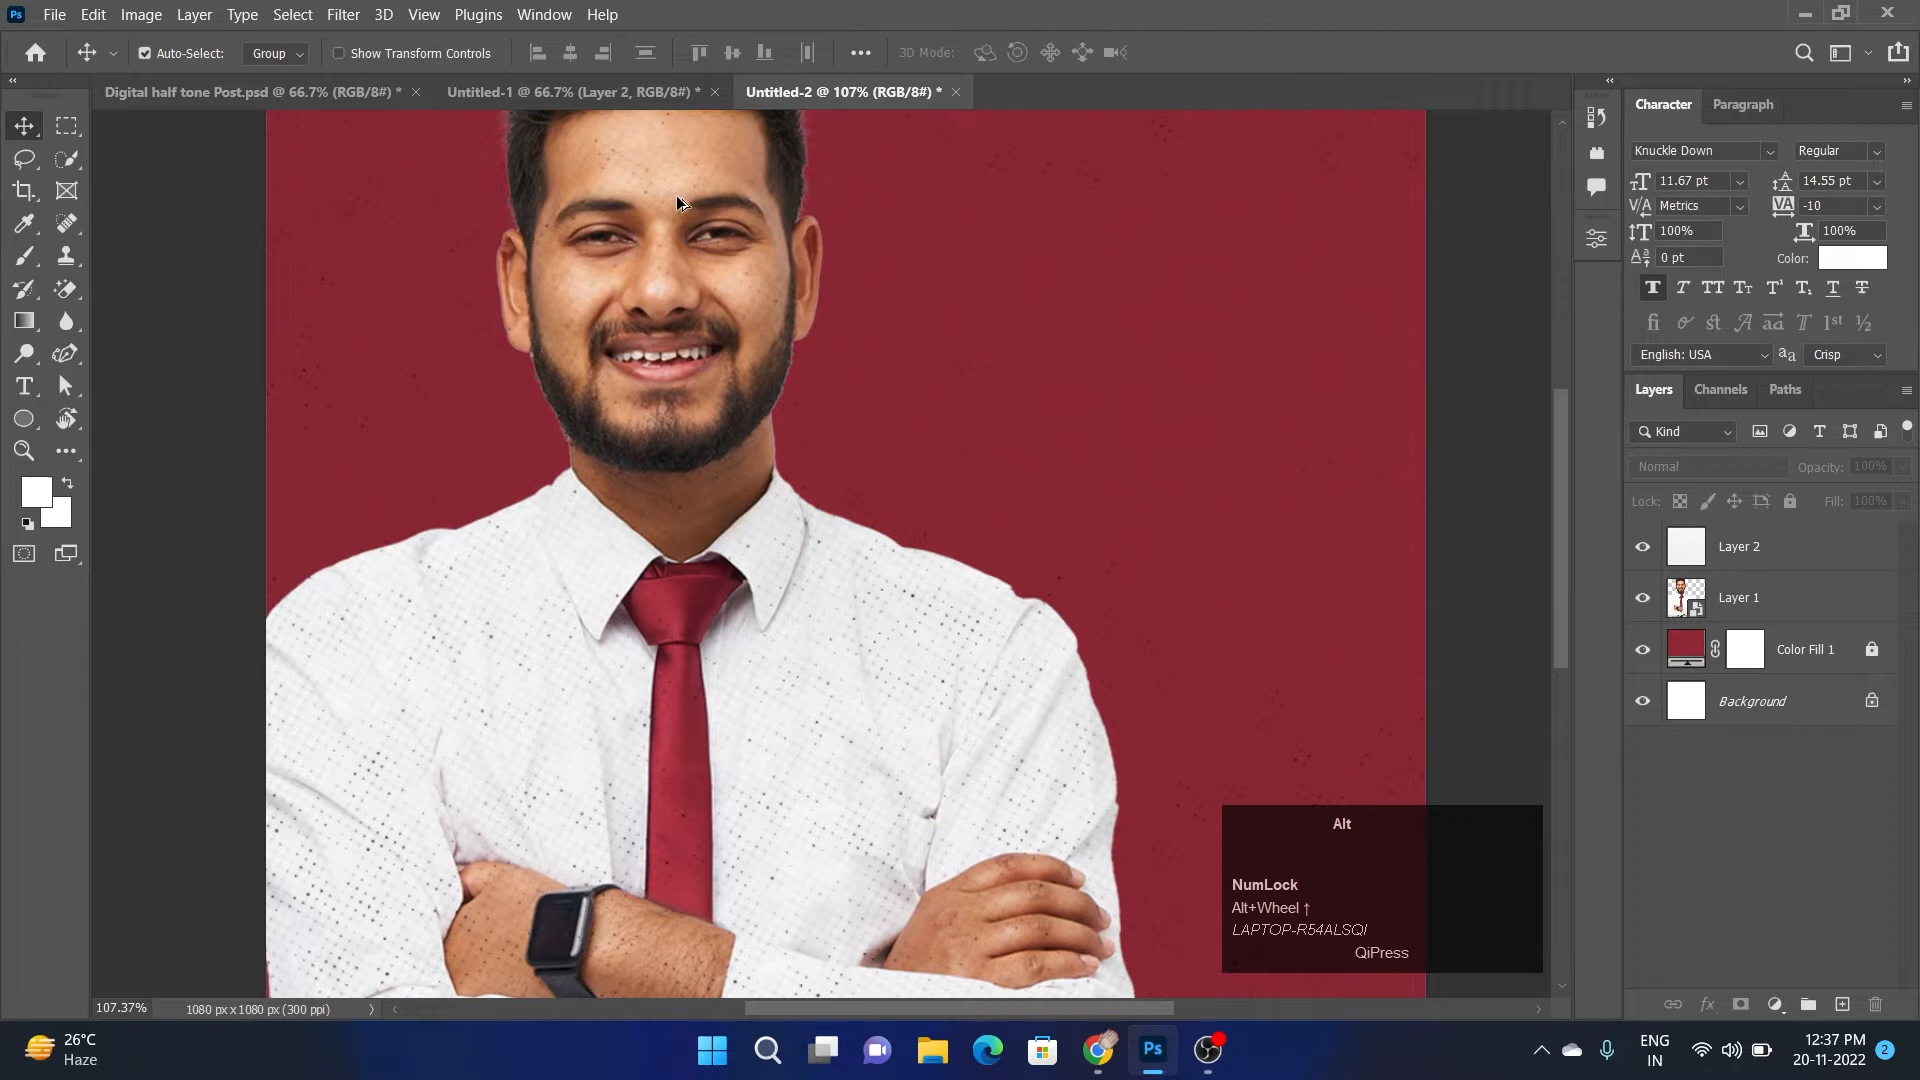 Ps File Edit Image Layer Type Select Filter 3D View Plugins Window Help
Auto-Select: Group Show Transform Controls 3D Mode:
Digital half tone Post.psd @ 66.7% (RGB/8#) * Untitled-1 @ 66.7% (Layer 2, RGB/8#) * Untitled-2 @ 107% (RGB/8#) *
Character Paragraph
Knuckle Down Regular
11.67 pt 14.55 pt
Metrics -10
100% 100%
0 pt Color:
English: USA Crisp
Layers Channels Paths
Kind
Normal Opacity: 100%
Lock: Fill: 100%
Layer 2
Layer 1
Color Fill 1
Background
Alt
NumLock
Alt+Wheel ↑
LAPTOP-R54ALSQI
QiPress
107.37% 1080 px x 1080 px (300 ppi)
26°C
Haze
Ps
ENG
IN
12:37 PM
20-11-2022
2